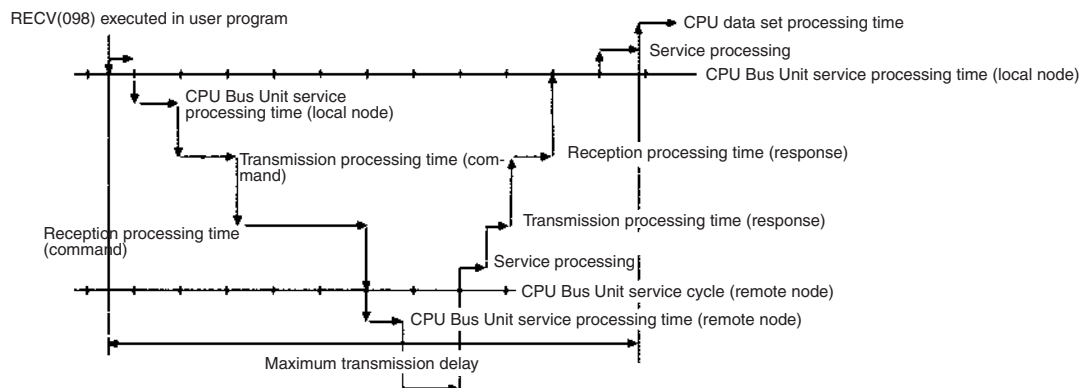 RECV(098) executed in user program
CPU data set processing time
Service processing
CPU Bus Unit service processing time (local node)
CPU Bus Unit service
processing time (local node)
Transmission processing time (com-
mand)
Reception processing time (response)
Transmission processing time (response)
Reception processing time
(command)
Service processing
CPU Bus Unit service cycle (remote node)
CPU Bus Unit service processing time (remote node)
Maximum transmission delay